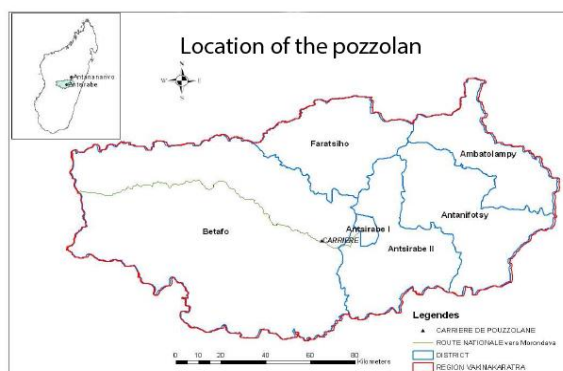 Location of the pozzolan
Antananarivo
Antsirabe
N
W E
S
Faratsiho
Ambatolampy
Antanifotsy
Antsirabe I
Betafo
CARRIERE
Antsirabe II
Legendes
CARRIERE DE POUZZOLANE
ROUTE NATIONALE vers Morondava
DISTRICT
REGION VAKINIAKARATRA
0 10 20 40 60 80
Kilometers